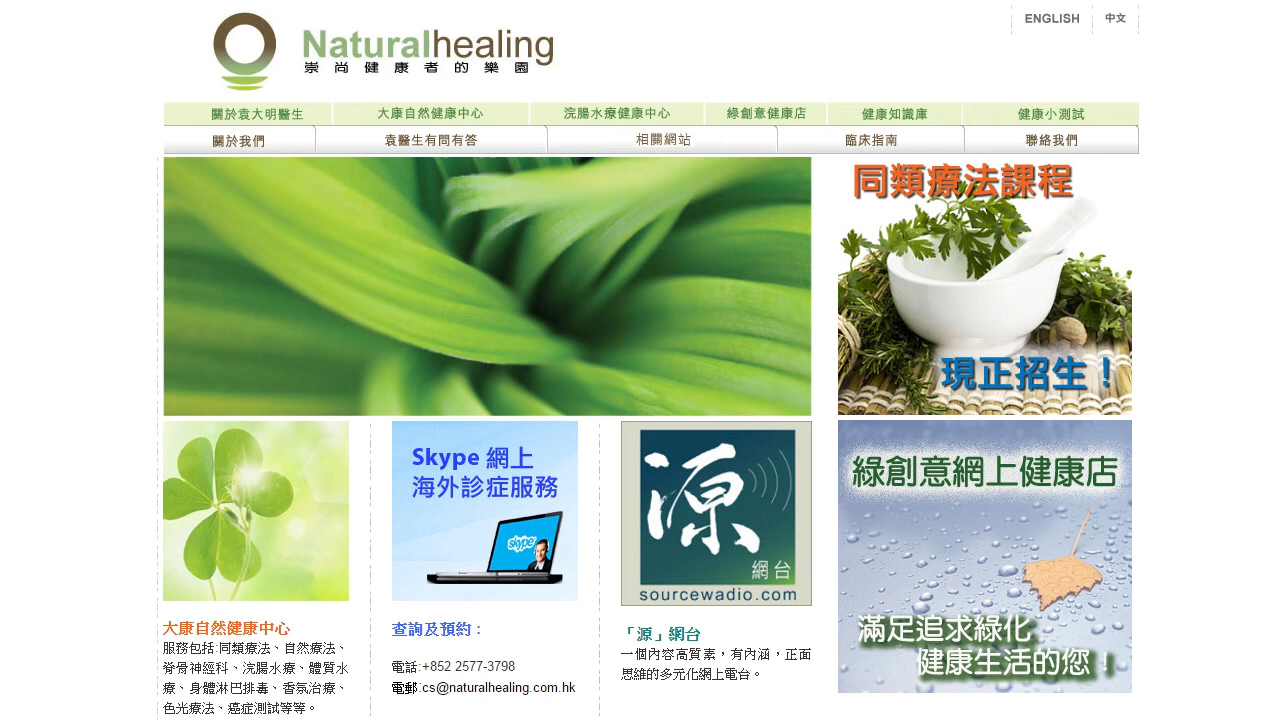 ENGLISH
中文
Naturalhealing
崇尚健康者的樂園
關於袁大明醫生
大康自然健康中心
浣腸水療健康中心
綠創意健康店
健康知識庫
健康小測試
關於我們
袁醫生有問有答
相關網站
臨床指南
聯絡我們
同類療法課程
現正招生！
Skype 網上
海外診症服務
skype
源
網台
sourcewadio.com
綠創意網上健康店
滿足追求綠化
健康生活的您！
大康自然健康中心
服務包括:同類療法、自然療法、
脊骨神經科、浣腸水療、體質水
療、身體淋巴排毒、香氛治療、
色光療法、癌症測試等等。
查詢及預約：
電話:+852 2577-3798
電郵:cs@naturalhealing.com.hk
「源」網台
一個內容高質素，有內涵，正面
思維的多元化網上電台。